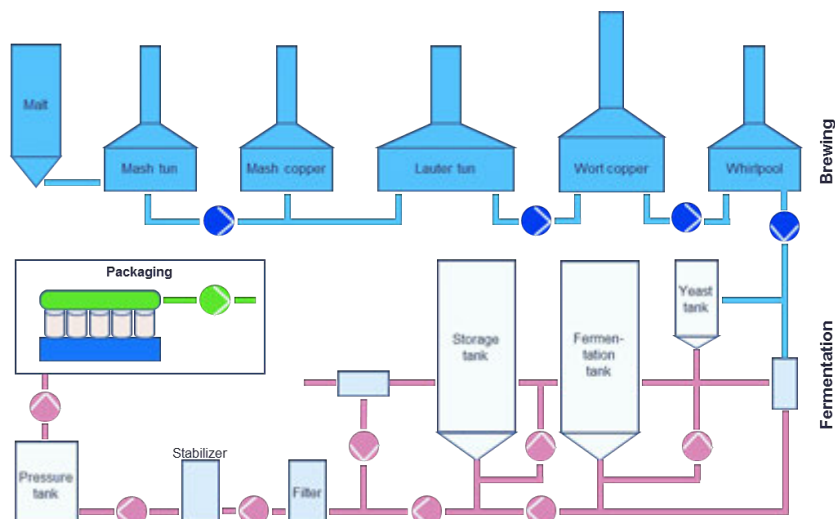 Malt
Mash tun
Mash copper
Lauter tun
Wort copper
Whirlpool
Brewing
Packaging
Storage
tank
Fermen-
tation
tank
Yeast
tank
Fermentation
Pressure
tank
Stabilizer
Filter